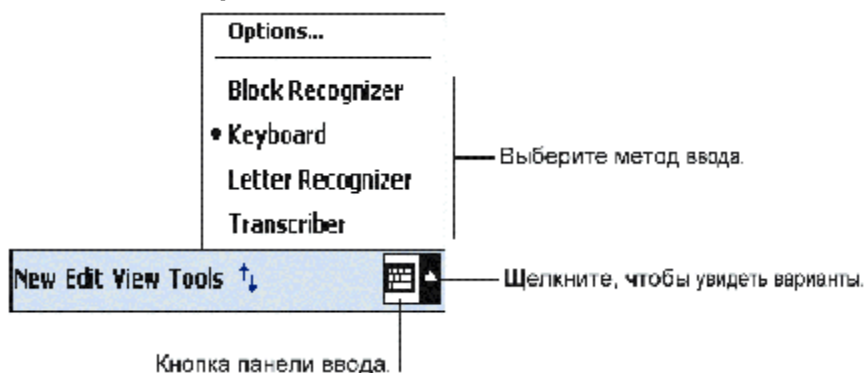 Options...
Block Recognizer
Keyboard
Выберите метод ввода.
Letter Recognizer
Transcriber
New Edit View Tools
Щелкните, чтобы увидеть варианты.
Кнопка панели ввода.